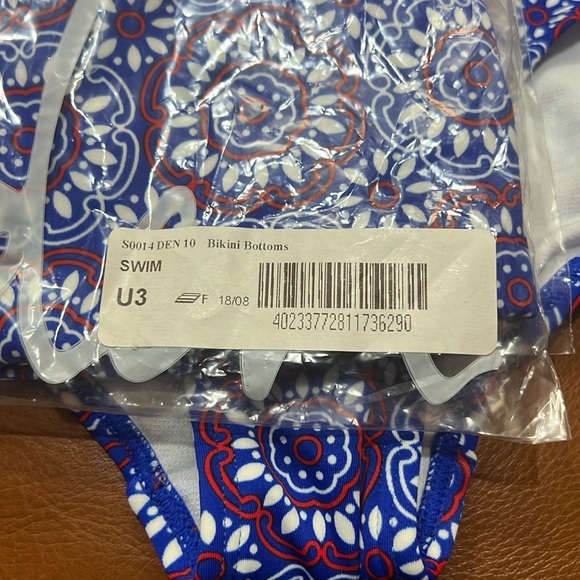 S0014 DEN 10 Bikini Bottoms
SWIM
U3 F 18/08
40233772811736290